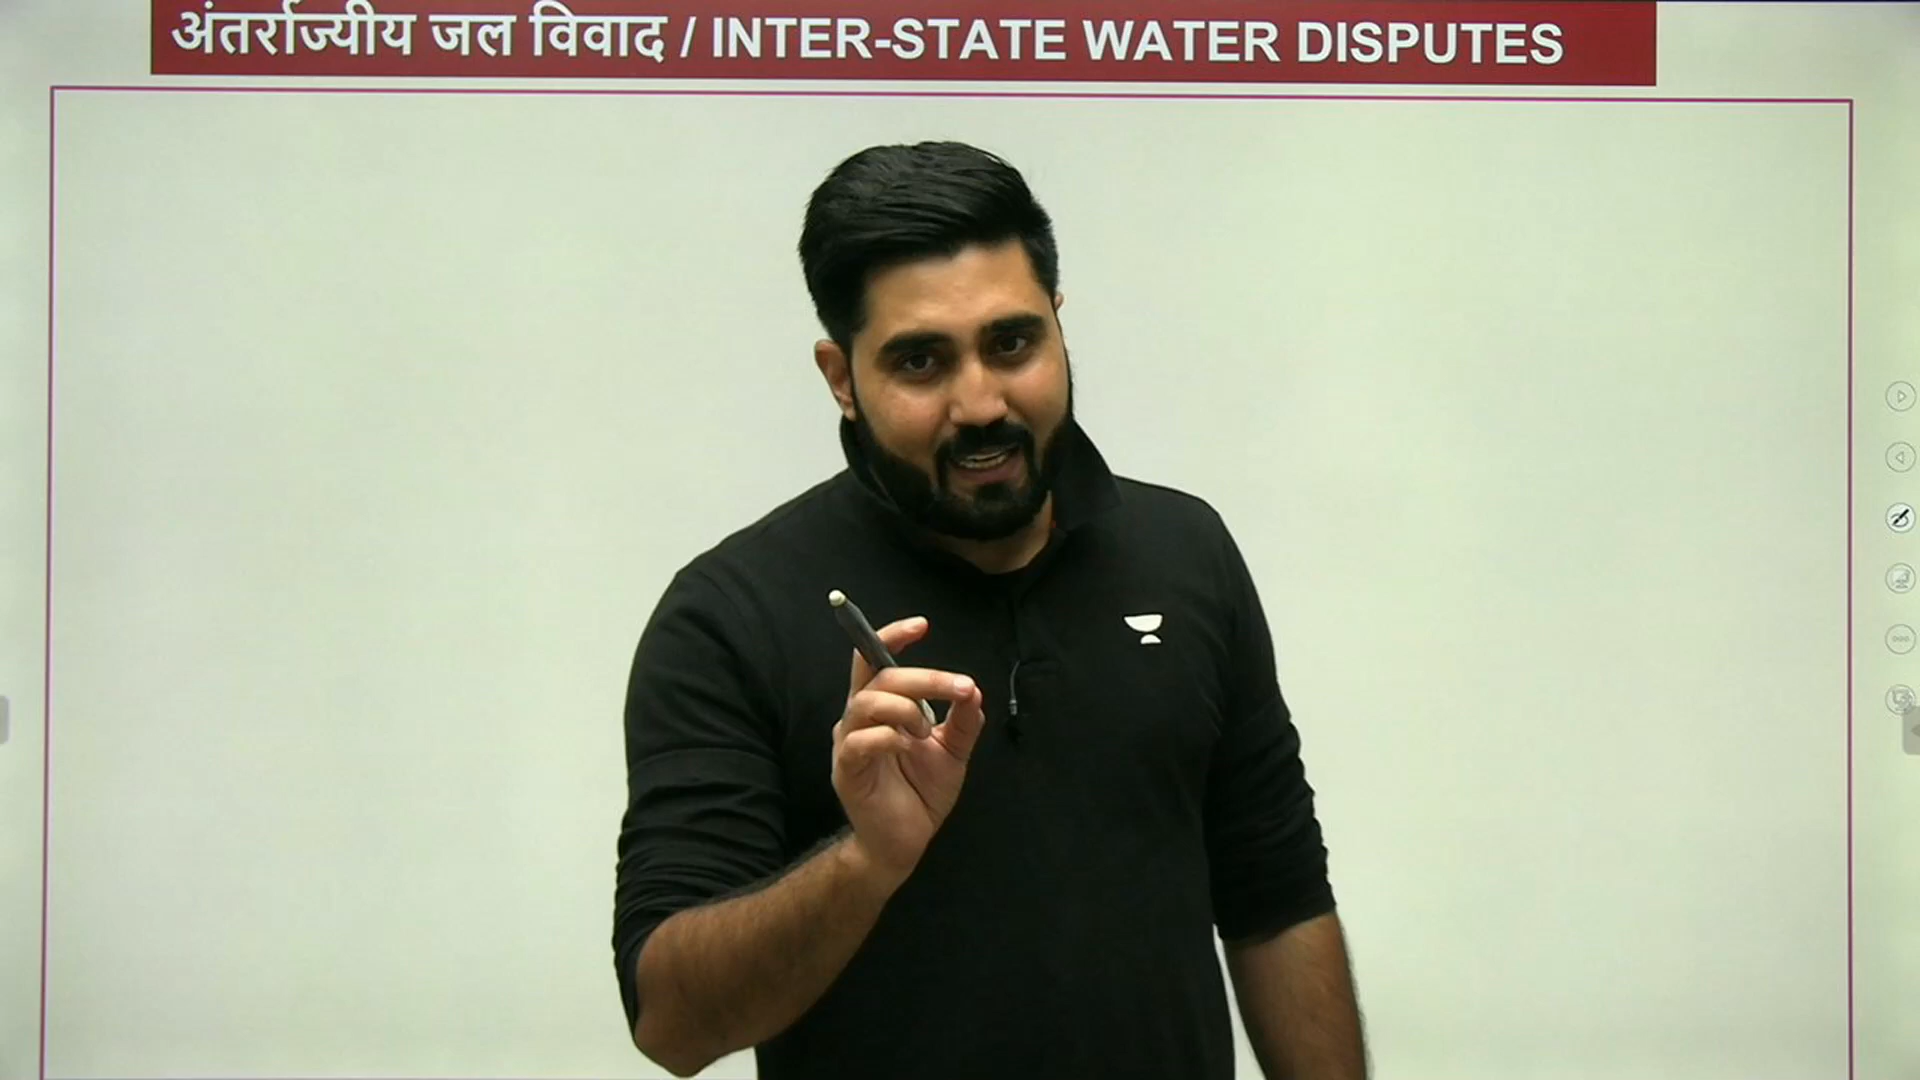 अंतर्राज्यीय जल विवाद / INTER-STATE WATER DISPUTES